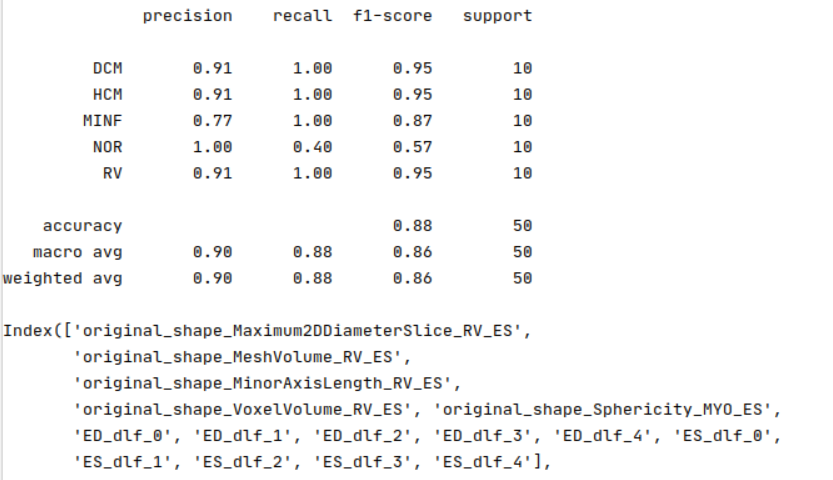 precision    recall  f1-score   support
DCM       0.91      1.00      0.95        10
HCM       0.91      1.00      0.95        10
MINF       0.77      1.00      0.87        10
NOR       1.00      0.40      0.57        10
RV       0.91      1.00      0.95        10
accuracy                           0.88        50
macro avg       0.90      0.88      0.86        50
weighted avg       0.90      0.88      0.86        50
Index(['original_shape_Maximum2DDiameterSlice_RV_ES',
'original_shape_MeshVolume_RV_ES',
'original_shape_MinorAxisLength_RV_ES',
'original_shape_VoxelVolume_RV_ES', 'original_shape_Sphericity_MYO_ES',
'ED_dlf_0', 'ED_dlf_1', 'ED_dlf_2', 'ED_dlf_3', 'ED_dlf_4', 'ES_dlf_0',
'ES_dlf_1', 'ES_dlf_2', 'ES_dlf_3', 'ES_dlf_4'],